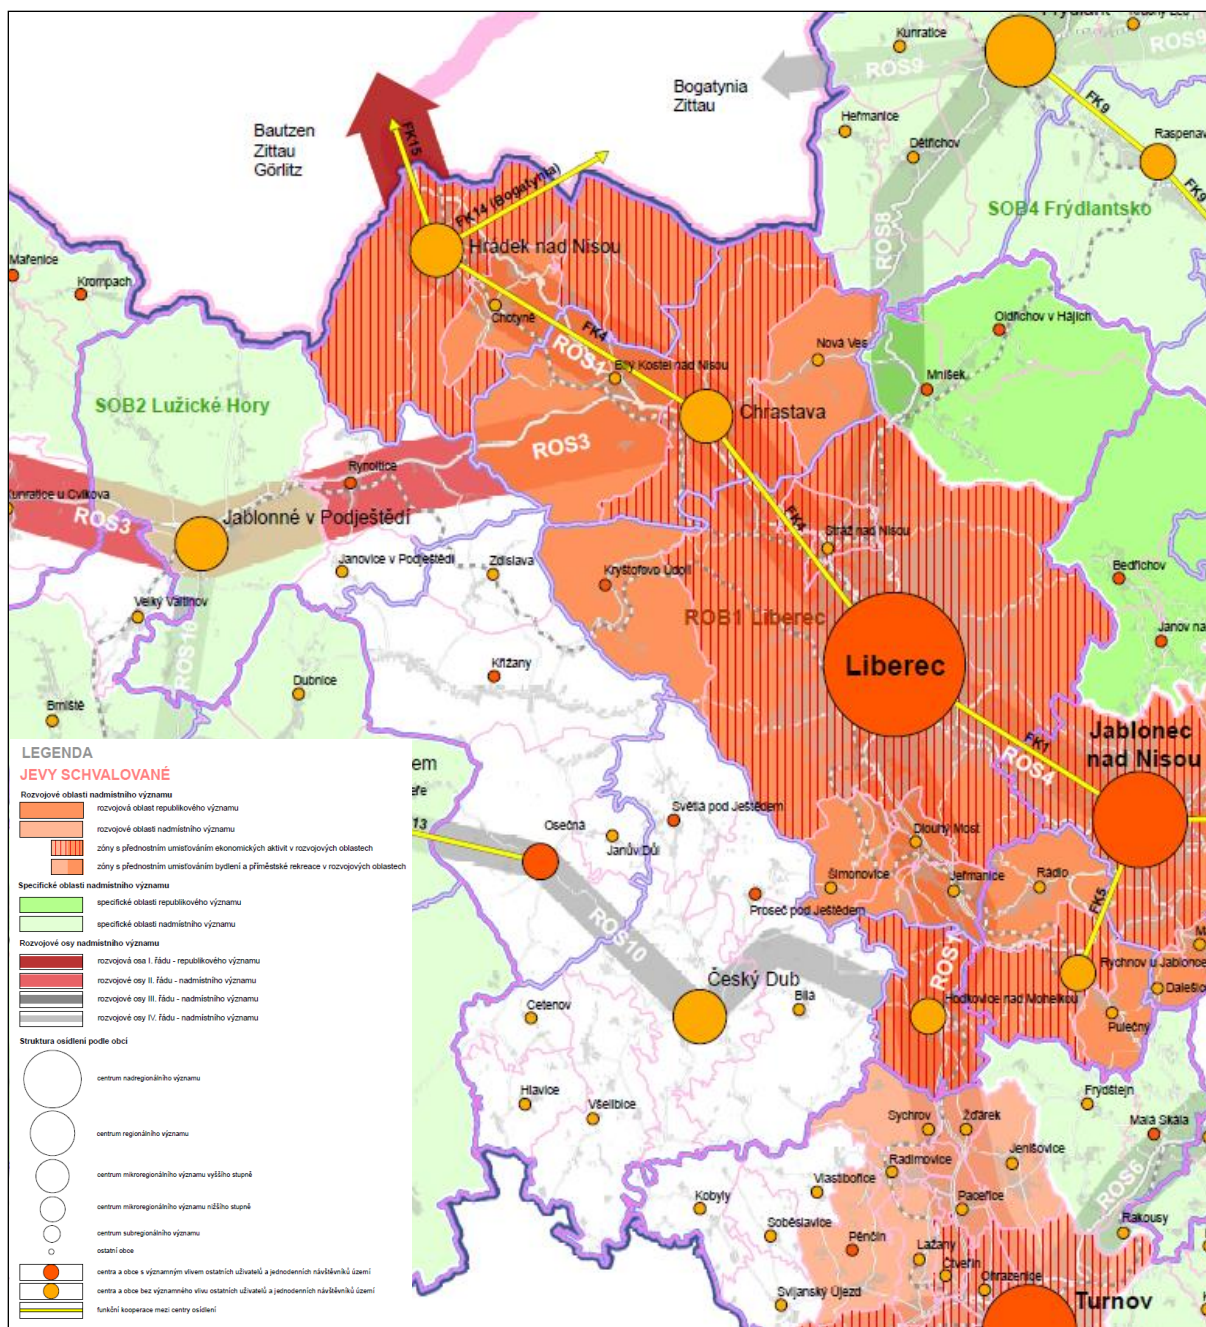 Frýdlant
Kunratice
ROS9
ROS9
Bogatynia
Zittau
FK9
Bautzen
Zittau
Görlitz
FK15
Heřmanice
Dětřichov
Raspenav
FK14 (Bogatynia)
FK9
SOB4 Frýdlantsko
ROS8
Hrádek nad Nisou
Mařenice
Krompach
Chotyně
Oldřichov v Hájích
FK4
ROS1
Nová Ves
Bílý Kostel nad Nisou
Mníšek
SOB2 Lužické Hory
Chrastava
ROS3
Rynoltice
Kunratice u Cvikova
ROS3
Jablonné v Podještědí
FK4
Stráž nad Nisou
Janovice v Podještědí
Zdislava
Kryštofovo Údolí
Bedřichov
Velký Valtinov
ROS10
ROB1 Liberec
Janov na
Liberec
Křižany
Dubnice
Brniště
FK1
ROS4
Jablonec
nad Nisou
LEGENDA
JEVY SCHVALOVANÉ
Rozvojové oblasti nadmístního významu
rozvojová oblast republikového významu
rozvojové oblasti nadmístního významu
zóny s přednostním umisťováním ekonomických aktivit v rozvojových oblastech
zóny s přednostním umisťováním bydlení a příměstské rekreace v rozvojových oblastech
Specifické oblasti nadmístního významu
specifické oblasti republikového významu
specifické oblasti nadmístního významu
Rozvojové osy nadmístního významu
rozvojová osa I. řádu - republikového významu
rozvojové osy II. řádu - nadmístního významu
rozvojové osy III. řádu - nadmístního významu
rozvojové osy IV. řádu - nadmístního významu
Struktura osídlení podle obcí
centrum nadregionálního významu
centrum regionálního významu
centrum mikroregionálního významu vyššího stupně
centrum mikroregionálního významu nižšího stupně
centrum subregionálního významu
ostatní obce
centra a obce s významným vlivem ostatních uživatelů a jednodenních návštěvníků území
centra a obce bez významného vlivu ostatních uživatelů a jednodenních návštěvníků území
funkční kooperace mezi centry osídlení
em
13
Osečná
Janův Důl
Světlá pod Ještědem
Dlouhý Most
Šimonovice
Jeřmanice
Rádlo
Proseč pod Ještědem
FK5
ROS10
ROS1
Rychnov u Jablonce
Český Dub
Bílá
Hodkovice nad Mohelkou
Dalešice
Cetenov
Pulečný
Hlavice
Všelibice
Frýdštejn
Sychrov
Žďárek
Malá Skála
Radimovice
Jenišovice
Vlastibořice
Kobyly
Paceřice
ROS6
Rakousy
Soběslavice
Pěnčín
Lažany
Čtveřín
Ohrazenice
Svijanský Újezd
Turnov